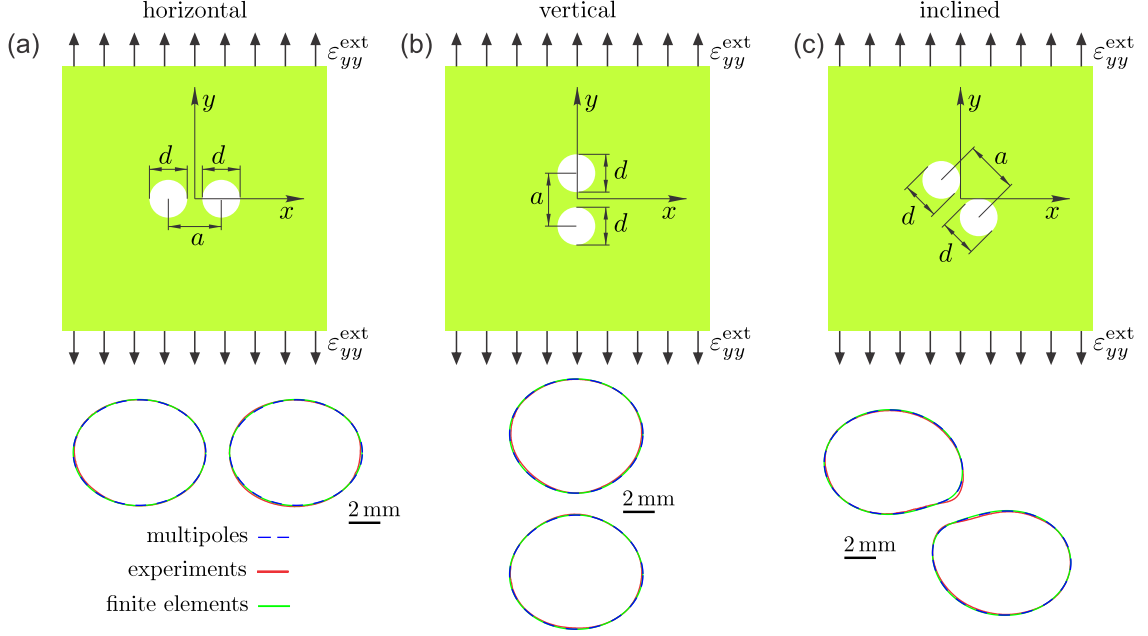 horizontal
vertical
inclined
(a)
ε_yy^ext
(b)
ε_yy^ext
(c)
ε_yy^ext
y
d
d
x
a
ε_yy^ext
y
d
a
x
d
ε_yy^ext
y
a
x
d
d
ε_yy^ext
2 mm
2 mm
2 mm
multipoles
experiments
finite elements